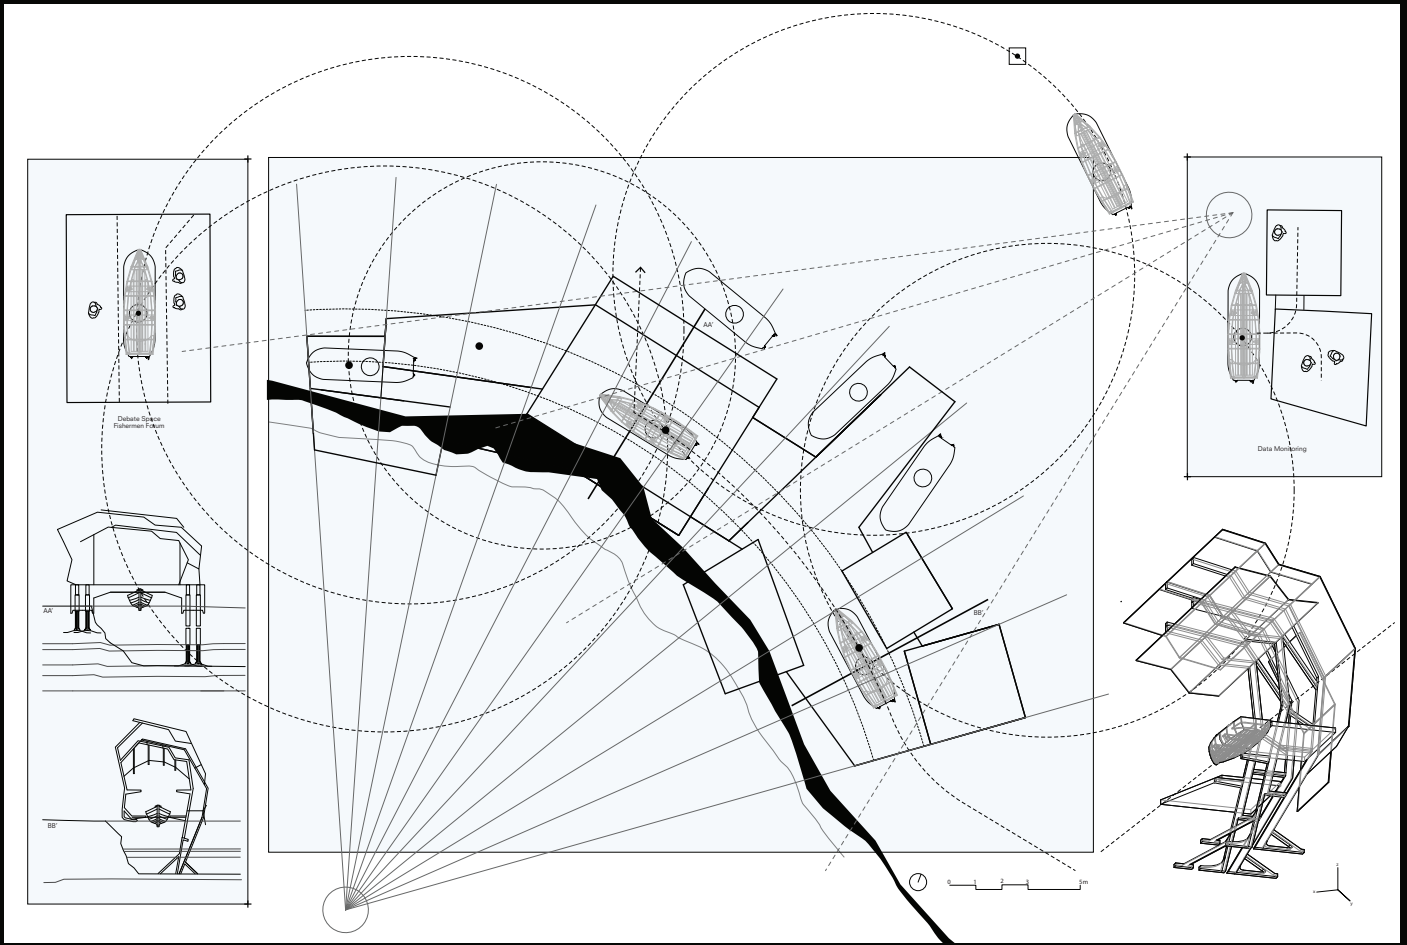 AA'
Debate Space
Fishermen Forum
Data Monitoring
AA'
BB'
BB'
0 1 2 3 5m
z
x
y